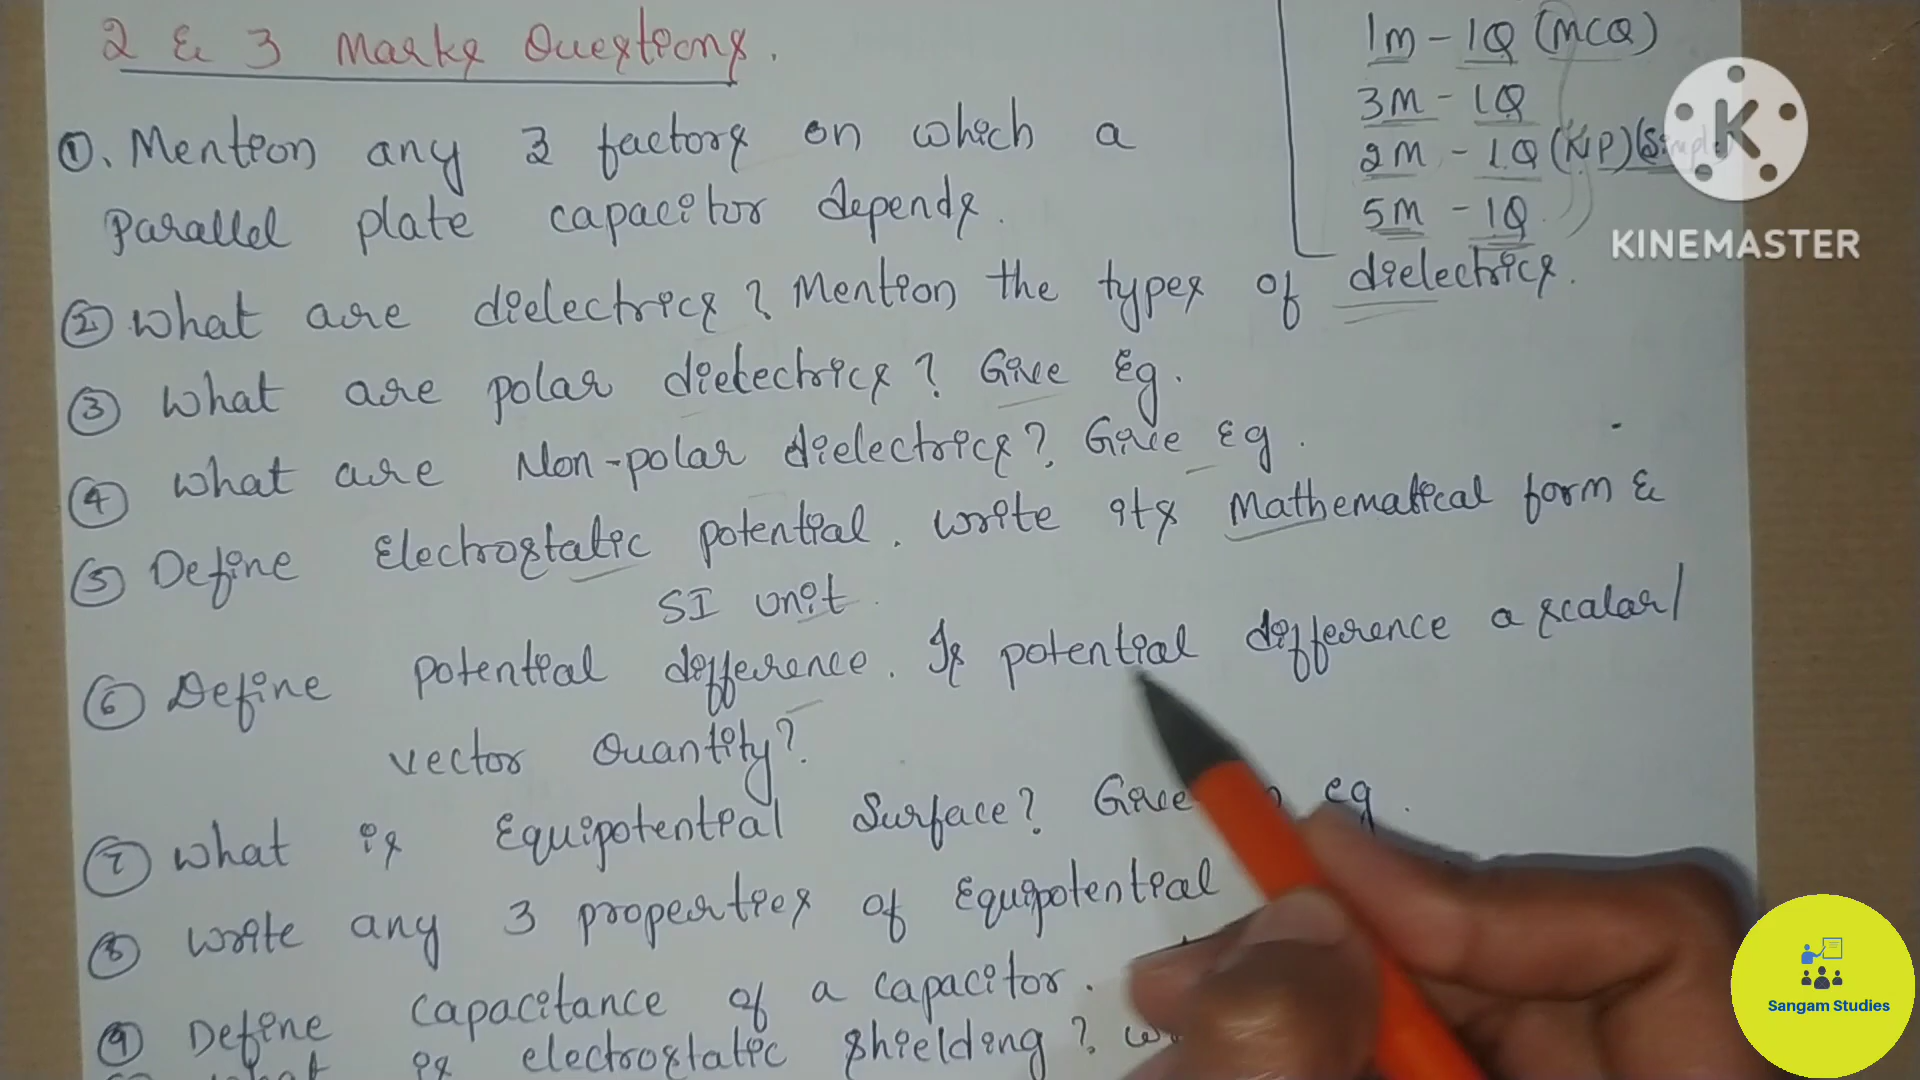 2 & 3 Marks Questions.
1M - 1Q (MCQ)
3M - 1Q
2M - 1Q (NP)
5M - 1Q
KINEMASTER
①. Mention any 3 factors on which a
parallel plate capacitor depends.
② What are dielectrics? Mention the types of dielectrics.
③ What are polar dielectrics? Give Eg.
④ What are Non-polar dielectrics? Give Eg.
⑤ Define Electrostatic potential. write its Mathematical form &
SI unit.
⑥ Define potential difference. Is potential difference a scalar/
vector Quantity?
⑦ What is Equipotential Surface? Give eg.
⑧ Write any 3 properties of Equipotential
⑨ Define capacitance of a capacitor.
What is electrostatic shielding?
Sangam Studies